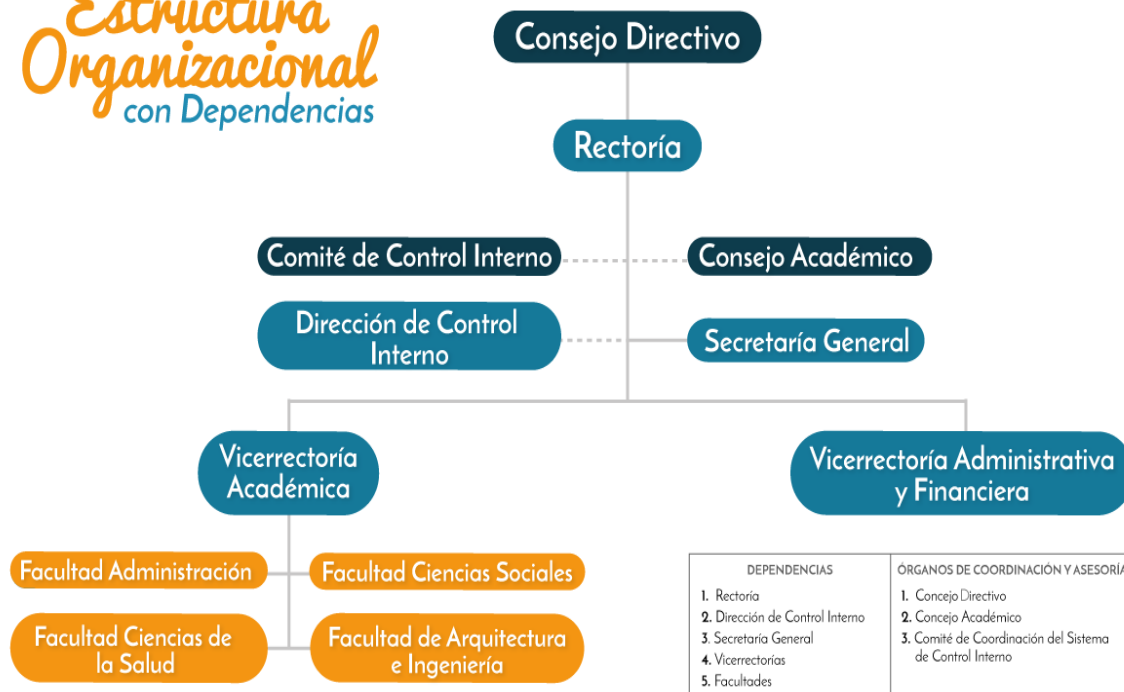 Estructura
Organizacional
con Dependencias
Consejo Directivo
Rectoría
Comité de Control Interno
Consejo Académico
Dirección de Control
Interno
Secretaría General
Vicerrectoría
Académica
Vicerrectoría Administrativa
y Financiera
Facultad Administración
Facultad Ciencias Sociales
Facultad Ciencias de
la Salud
Facultad de Arquitectura
e Ingeniería
DEPENDENCIAS
1. Rectoría
2. Dirección de Control Interno
3. Secretaría General
4. Vicerrectorías
5. Facultades
ÓRGANOS DE COORDINACIÓN Y ASESORÍA
1. Concejo Directivo
2. Concejo Académico
3. Comité de Coordinación del Sistema
de Control Interno